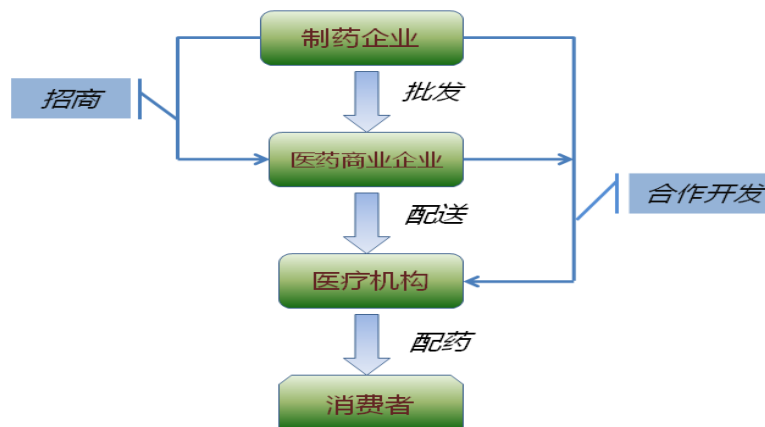 制药企业
批发
招商
医药商业企业
合作开发
配送
医疗机构
配药
消费者